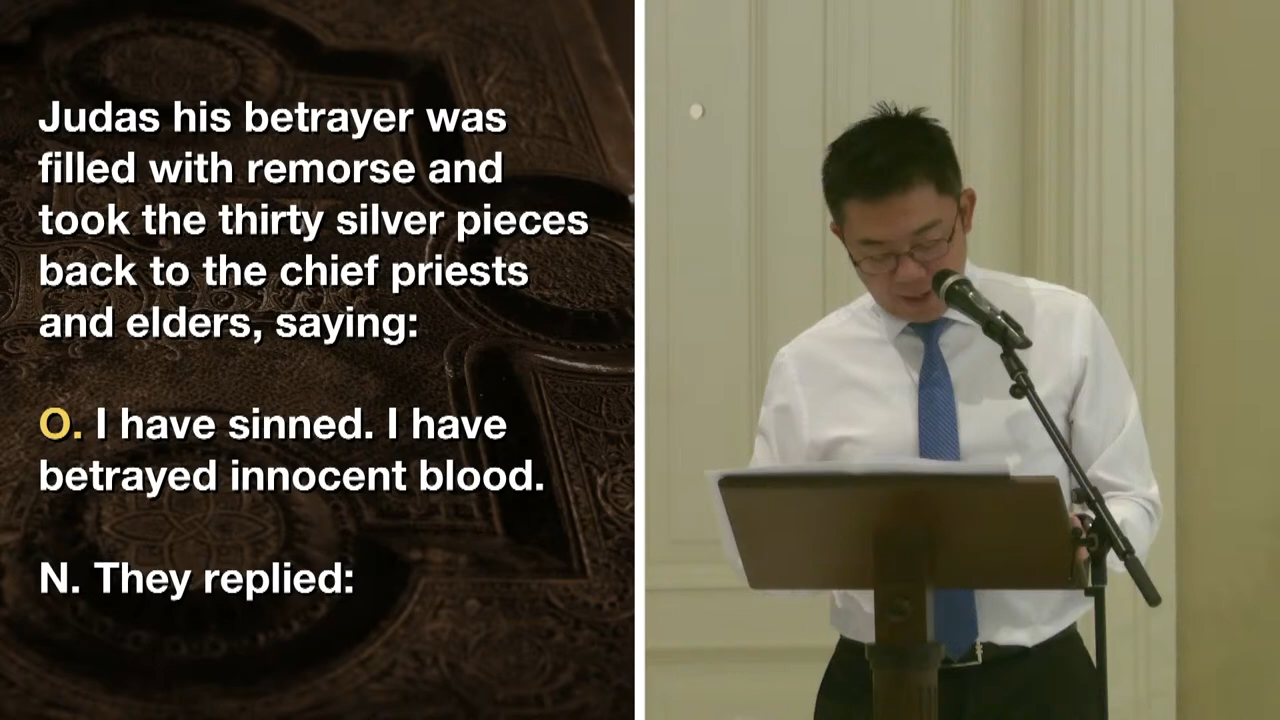 Judas his betrayer was
filled with remorse and
took the thirty silver pieces
back to the chief priests
and elders, saying:
O. I have sinned. I have
betrayed innocent blood.
N. They replied: